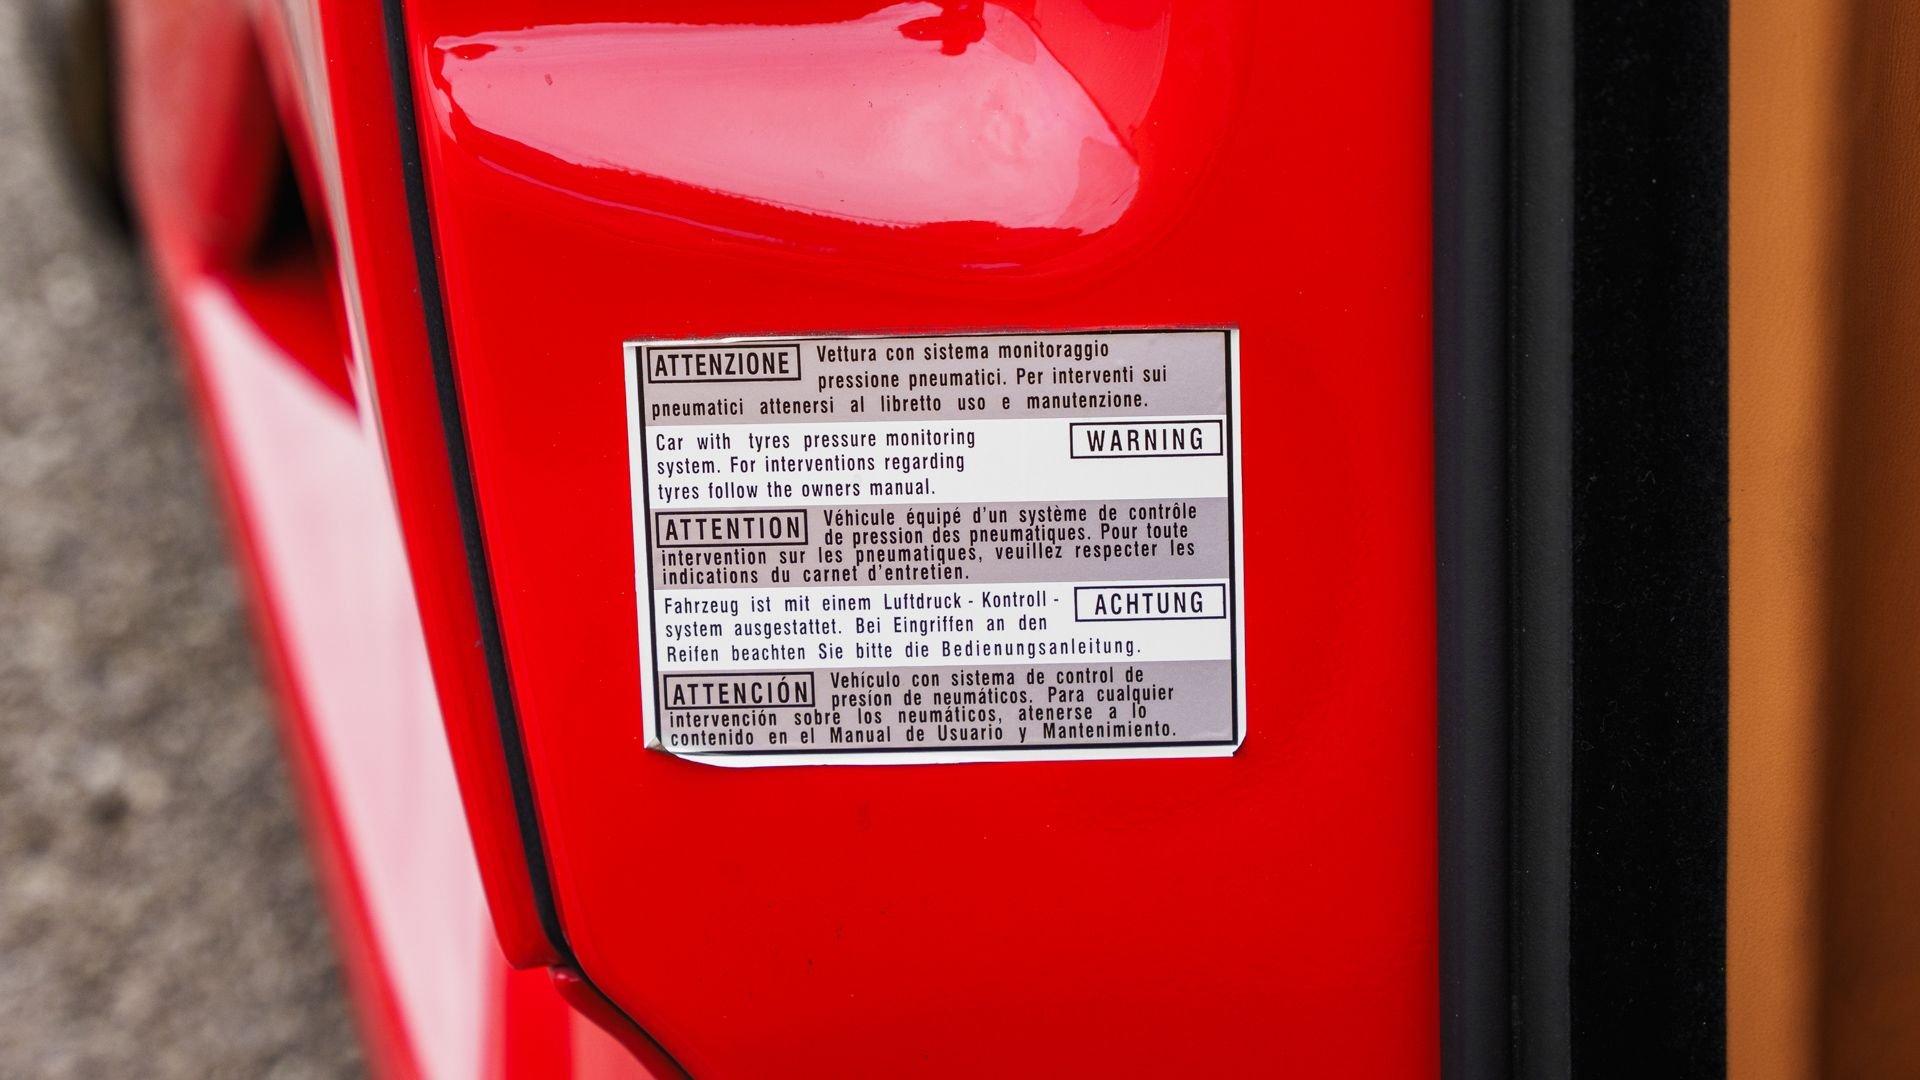 ATTENZIONE Vettura con sistema monitoraggio
pressione pneumatici. Per interventi sui
pneumatici attenersi al libretto uso e manutenzione.
Car with tyres pressure monitoring WARNING
system. For interventions regarding
tyres follow the owners manual.
ATTENTION Véhicule équipé d'un système de contrôle
de pression des pneumatiques. Pour toute
intervention sur les pneumatiques, veuillez respecter les
indications du carnet d'entretien.
Fahrzeug ist mit einem Luftdruck - Kontroll - ACHTUNG
system ausgestattet. Bei Eingriffen an den
Reifen beachten Sie bitte die Bedienungsanleitung.
ATTENCIÓN Vehículo con sistema de control de
presíon de neumáticos. Para cualquier
intervención sobre los neumáticos, atenerse a lo
contenido en el Manual de Usuario y Mantenimiento.